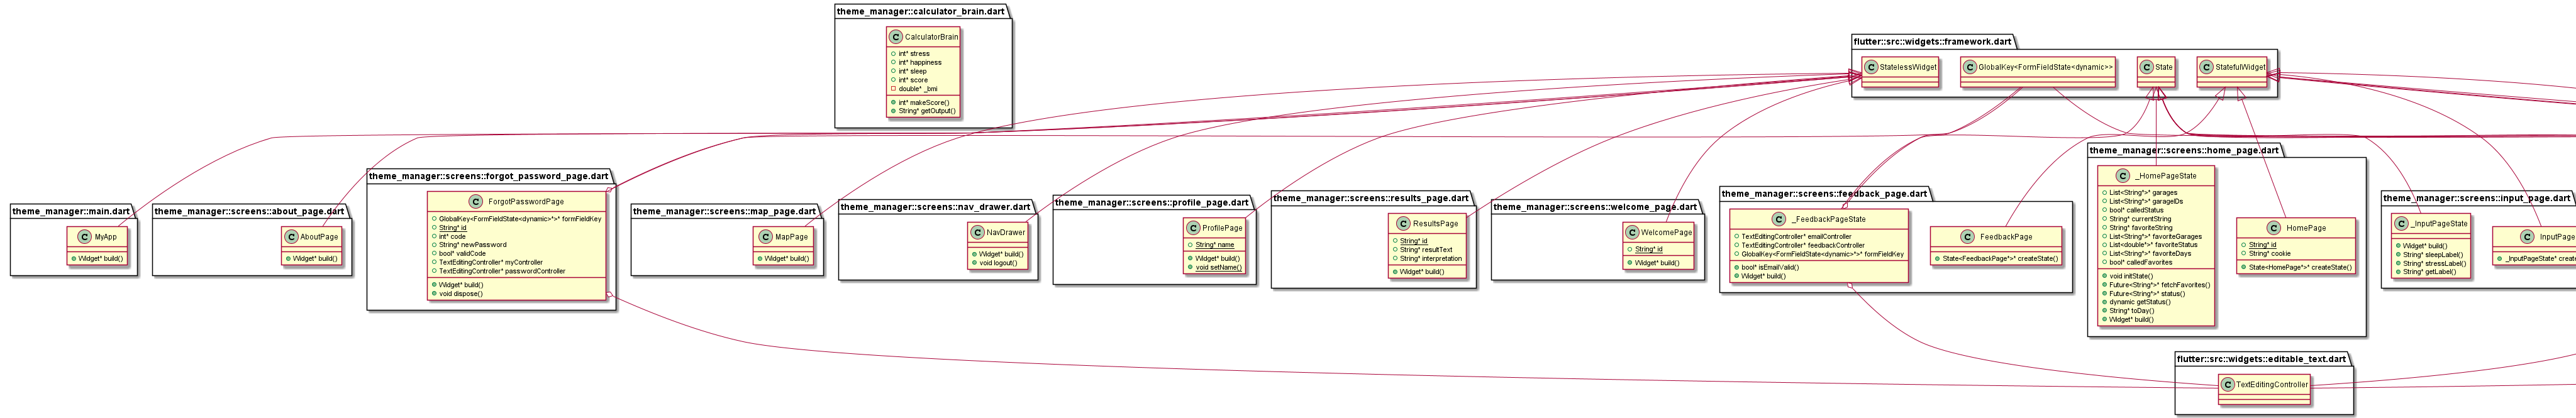 theme_manager::calculator_brain.dart
C CalculatorBrain
int* stress
int* happiness
int* sleep
int* score
double* _bmi
int* makeScore()
String* getOutput()
flutter::src::widgets::framework.dart
C StatelessWidget
C GlobalKey<FormFieldState<dynamic>>
C State
C StatefulWidget
theme_manager::main.dart
C MyApp
Widget* build()
theme_manager::screens::about_page.dart
C AboutPage
Widget* build()
theme_manager::screens::forgot_password_page.dart
C ForgotPasswordPage
GlobalKey<FormFieldState<dynamic>*>* formFieldKey
String* id
int* code
String* newPassword
bool* validCode
TextEditingController* myController
TextEditingController* passwordController
Widget* build()
void dispose()
theme_manager::screens::map_page.dart
C MapPage
Widget* build()
theme_manager::screens::nav_drawer.dart
C NavDrawer
Widget* build()
void logout()
theme_manager::screens::profile_page.dart
C ProfilePage
String* name
Widget* build()
void setName()
theme_manager::screens::results_page.dart
C ResultsPage
String* id
String* resultText
String* interpretation
Widget* build()
theme_manager::screens::welcome_page.dart
C WelcomePage
String* id
Widget* build()
theme_manager::screens::feedback_page.dart
C _FeedbackPageState
TextEditingController* emailController
TextEditingController* feedbackController
GlobalKey<FormFieldState<dynamic>*>* formFieldKey
bool* isEmailValid()
Widget* build()
C FeedbackPage
State<FeedbackPage*>* createState()
theme_manager::screens::home_page.dart
C _HomePageState
List<String*>* garages
List<String*>* garageIDs
bool* calledStatus
String* currentString
String* favoriteString
List<String*>* favoriteGarages
List<double*>* favoriteStatus
List<String*>* favoriteDays
bool* calledFavorites
void initState()
Future<String*>* fetchFavorites()
Future<String*>* status()
dynamic getStatus()
String* toDay()
Widget* build()
C HomePage
String* id
String* cookie
State<HomePage*>* createState()
theme_manager::screens::input_page.dart
C _InputPageState
Widget* build()
String* sleepLabel()
String* stressLabel()
String* getLabel()
C InputPage
_InputPageState* create
flutter::src::widgets::editable_text.dart
C TextEditingController